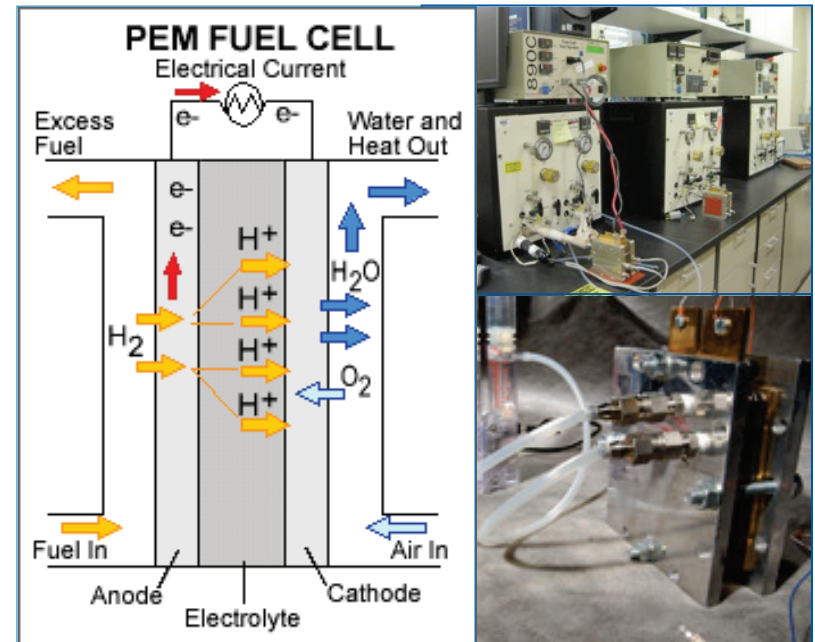 PEM FUEL CELL
Electrical Current
e-
e-
Excess
Fuel
Water and
Heat Out
e-
e-
H+
H2O
H+
H2
H+
O2
H+
Fuel In
Air In
Anode
Cathode
Electrolyte
890C